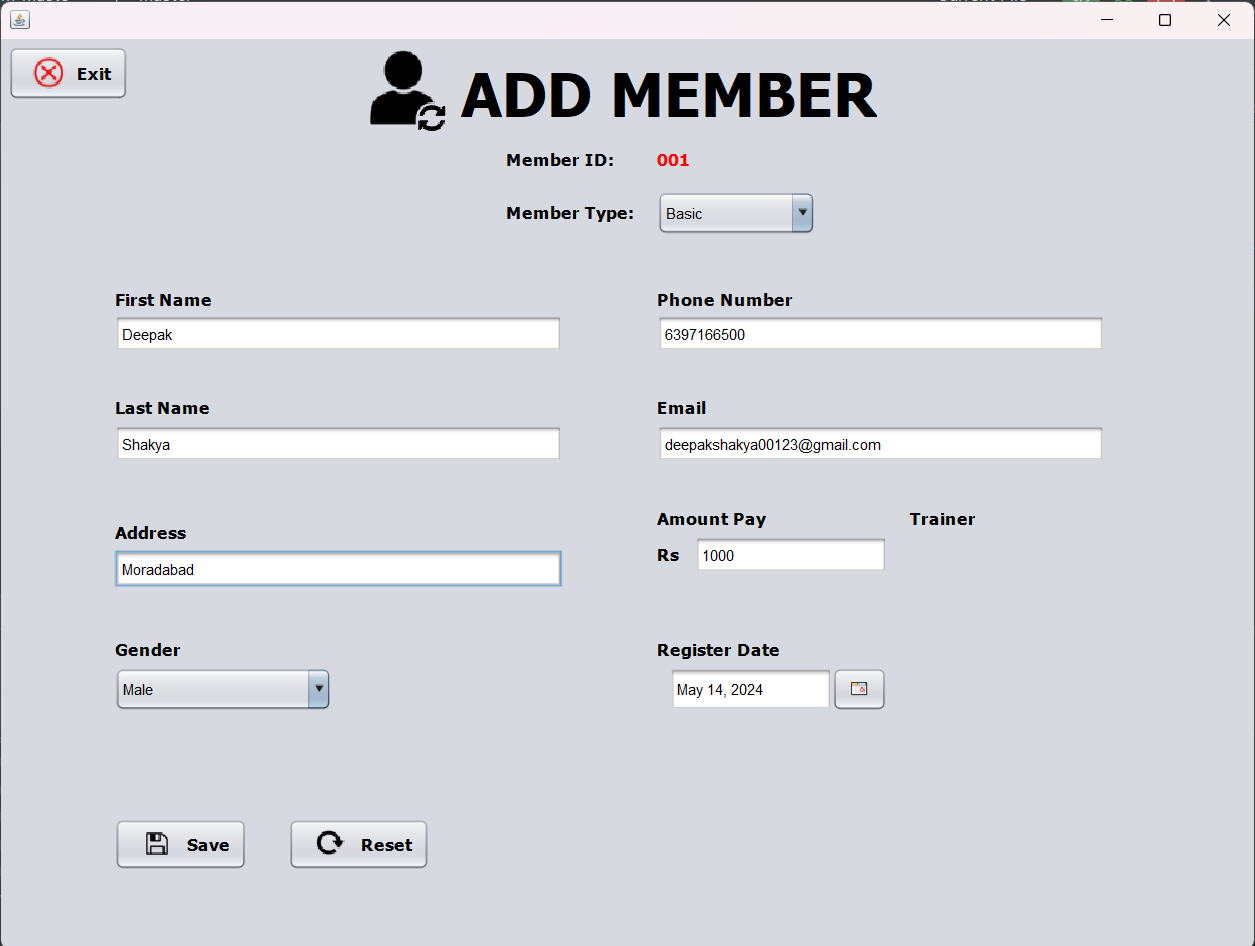 Exit
ADD MEMBER
Member ID: 001
Member Type: Basic
First Name
Deepak
Phone Number
6397166500
Last Name
Shakya
Email
deepakshakya00123@gmail.com
Address
Moradabad
Amount Pay
Trainer
Rs 1000
Gender
Male
Register Date
May 14, 2024
Save
Reset